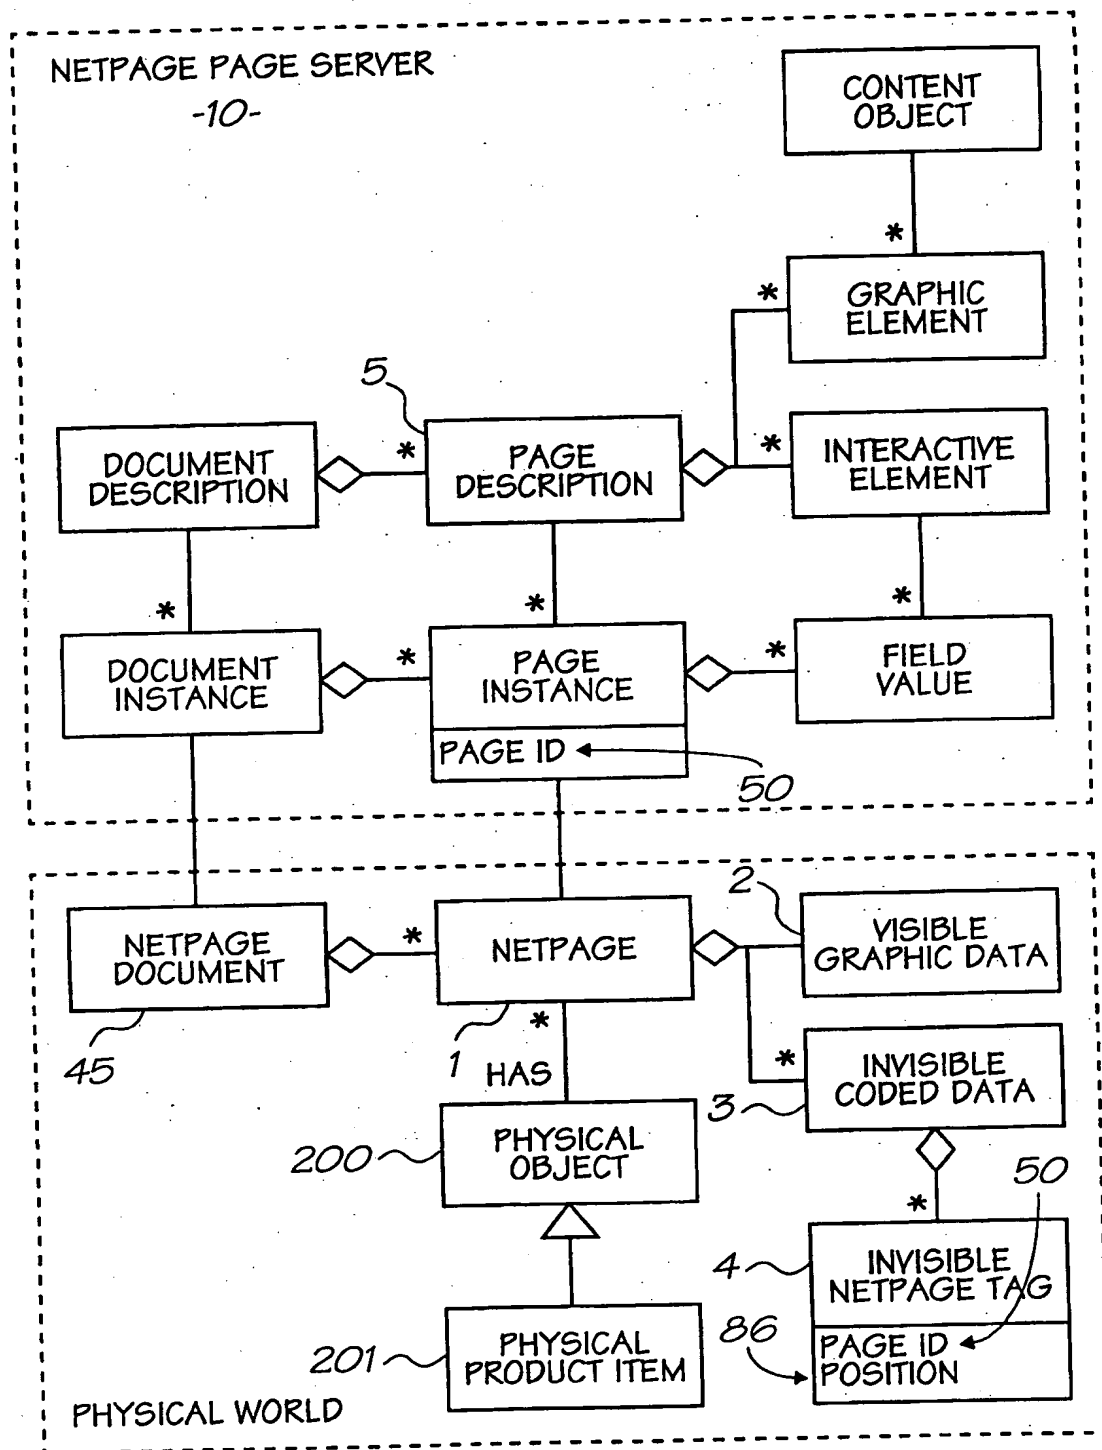 NETPAGE PAGE SERVER
-10-
CONTENT
OBJECT
*
GRAPHIC
ELEMENT
*
5
DOCUMENT
DESCRIPTION
*
PAGE
DESCRIPTION
*
INTERACTIVE
ELEMENT
*
*
*
DOCUMENT
INSTANCE
*
PAGE
INSTANCE
*
FIELD
VALUE
PAGE ID
50
2
NETPAGE
DOCUMENT
*
NETPAGE
VISIBLE
GRAPHIC DATA
45
1
*
HAS
*
INVISIBLE
CODED DATA
3
200
PHYSICAL
OBJECT
50
*
4
INVISIBLE
NETPAGE TAG
86
PAGE ID
POSITION
201
PHYSICAL
PRODUCT ITEM
PHYSICAL WORLD